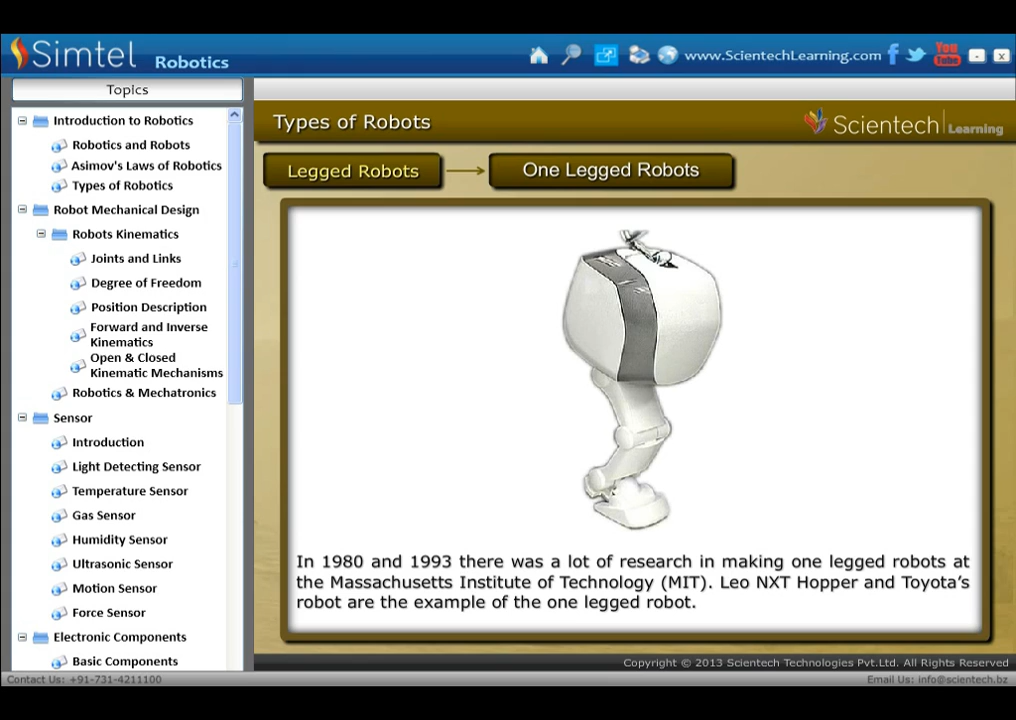 Simtel Robotics
www.ScientechLearning.com
You Tube
Topics
Introduction to Robotics
Robotics and Robots
Asimov's Laws of Robotics
Types of Robotics
Robot Mechanical Design
Robots Kinematics
Joints and Links
Degree of Freedom
Position Description
Forward and Inverse
Kinematics
Open & Closed
Kinematic Mechanisms
Robotics & Mechatronics
Sensor
Introduction
Light Detecting Sensor
Temperature Sensor
Gas Sensor
Humidity Sensor
Ultrasonic Sensor
Motion Sensor
Force Sensor
Electronic Components
Basic Components
Types of Robots
Scientech Learning
Legged Robots
One Legged Robots
In 1980 and 1993 there was a lot of research in making one legged robots at
the Massachusetts Institute of Technology (MIT). Leo NXT Hopper and Toyota's
robot are the example of the one legged robot.
Copyright © 2013 Scientech Technologies Pvt.Ltd. All Rights Reserved
Contact Us: +91-731-4211100
Email Us: info@scientech.bz